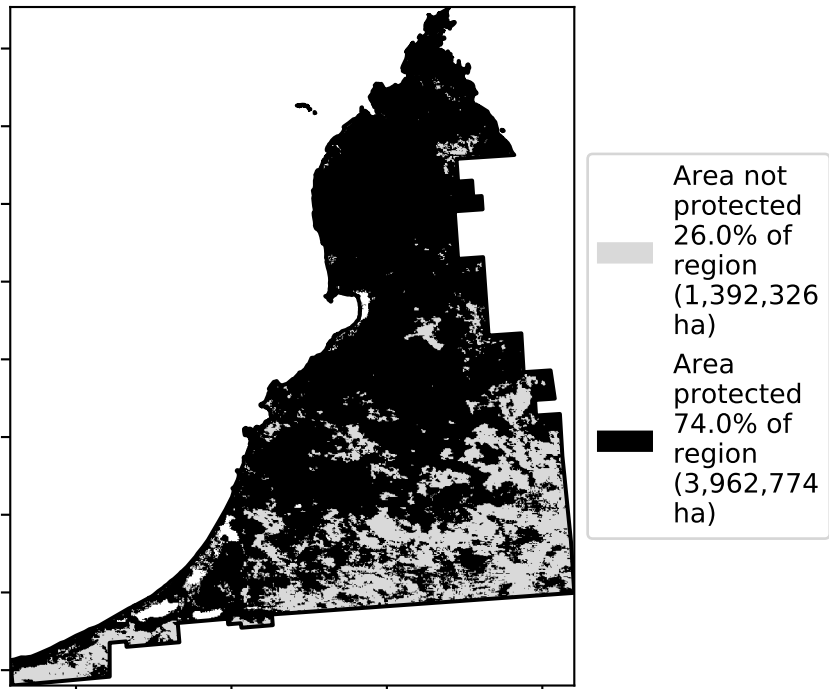 Area not
protected
26.0% of
region
(1,392,326
ha)
Area
protected
74.0% of
region
(3,962,774
ha)